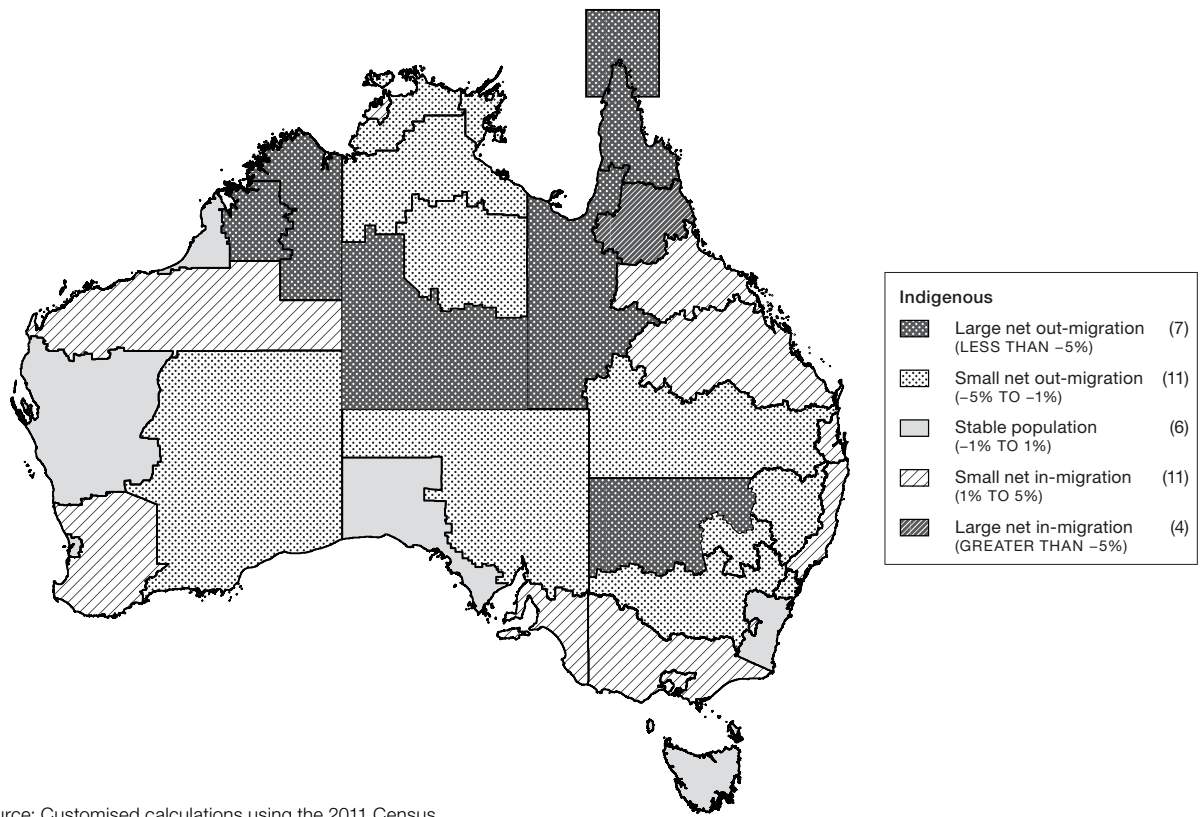 Indigenous
Large net out-migration (7)
(LESS THAN −5%)
Small net out-migration (11)
(−5% TO −1%)
Stable population (6)
(−1% TO 1%)
Small net in-migration (11)
(1% TO 5%)
Large net in-migration (4)
(GREATER THAN −5%)
urce: Customised calculations using the 2011 Census